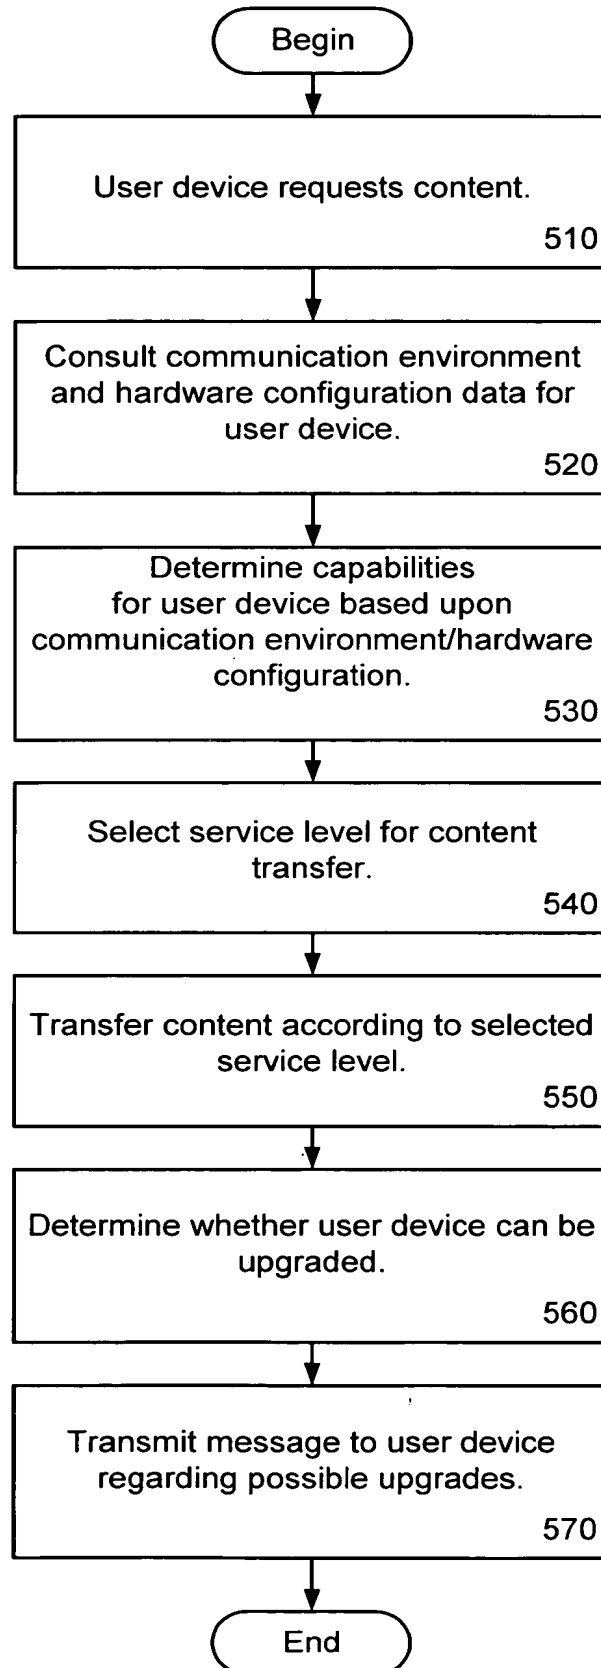 Begin
User device requests content.
510
Consult communication environment
and hardware configuration data for
user device.
520
Determine capabilities
for user device based upon
communication environment/hardware
configuration.
530
Select service level for content
transfer.
540
Transfer content according to selected
service level.
550
Determine whether user device can be
upgraded.
560
Transmit message to user device
regarding possible upgrades.
570
End